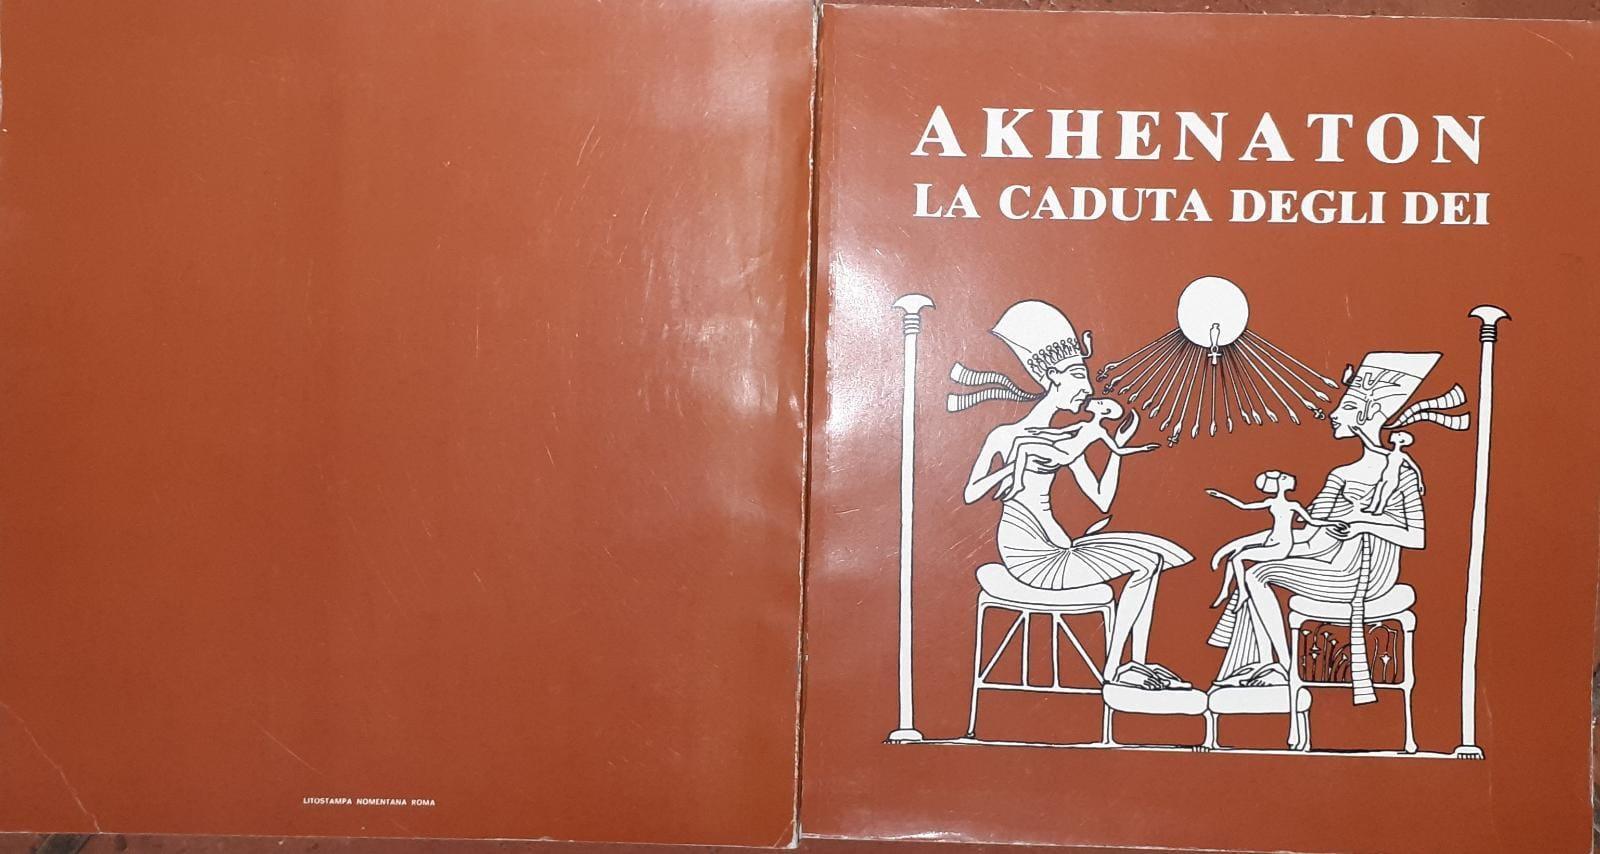 AKHENATON
LA CADUTA DEGLI DEI
LITOSTAMPA NOMENTANA ROMA